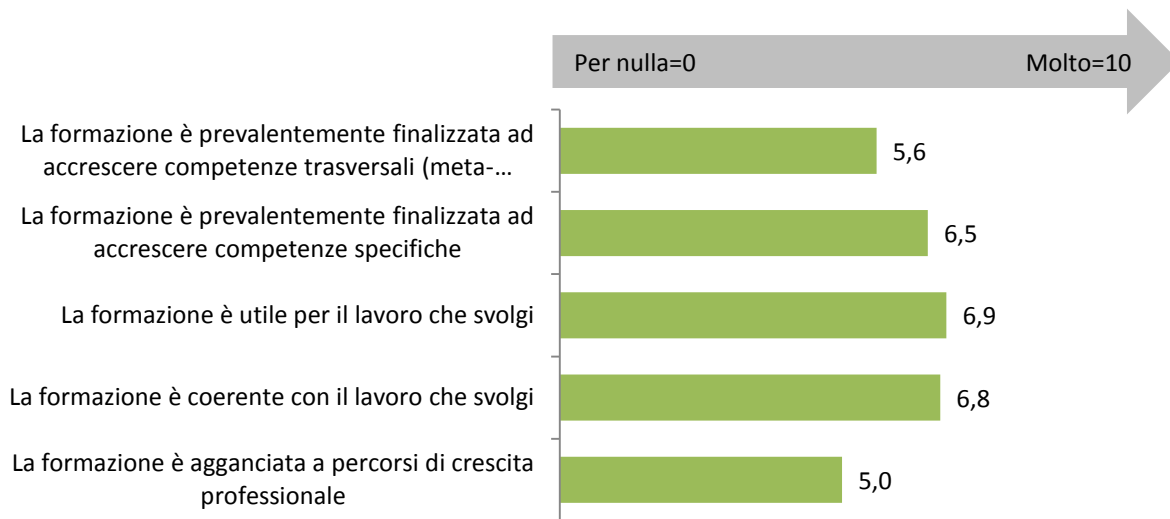 Per nulla=0 Molto=10
La formazione è prevalentemente finalizzata ad
accrescere competenze trasversali (meta-...
5,6
La formazione è prevalentemente finalizzata ad
accrescere competenze specifiche
6,5
La formazione è utile per il lavoro che svolgi
6,9
La formazione è coerente con il lavoro che svolgi
6,8
La formazione è agganciata a percorsi di crescita
professionale
5,0